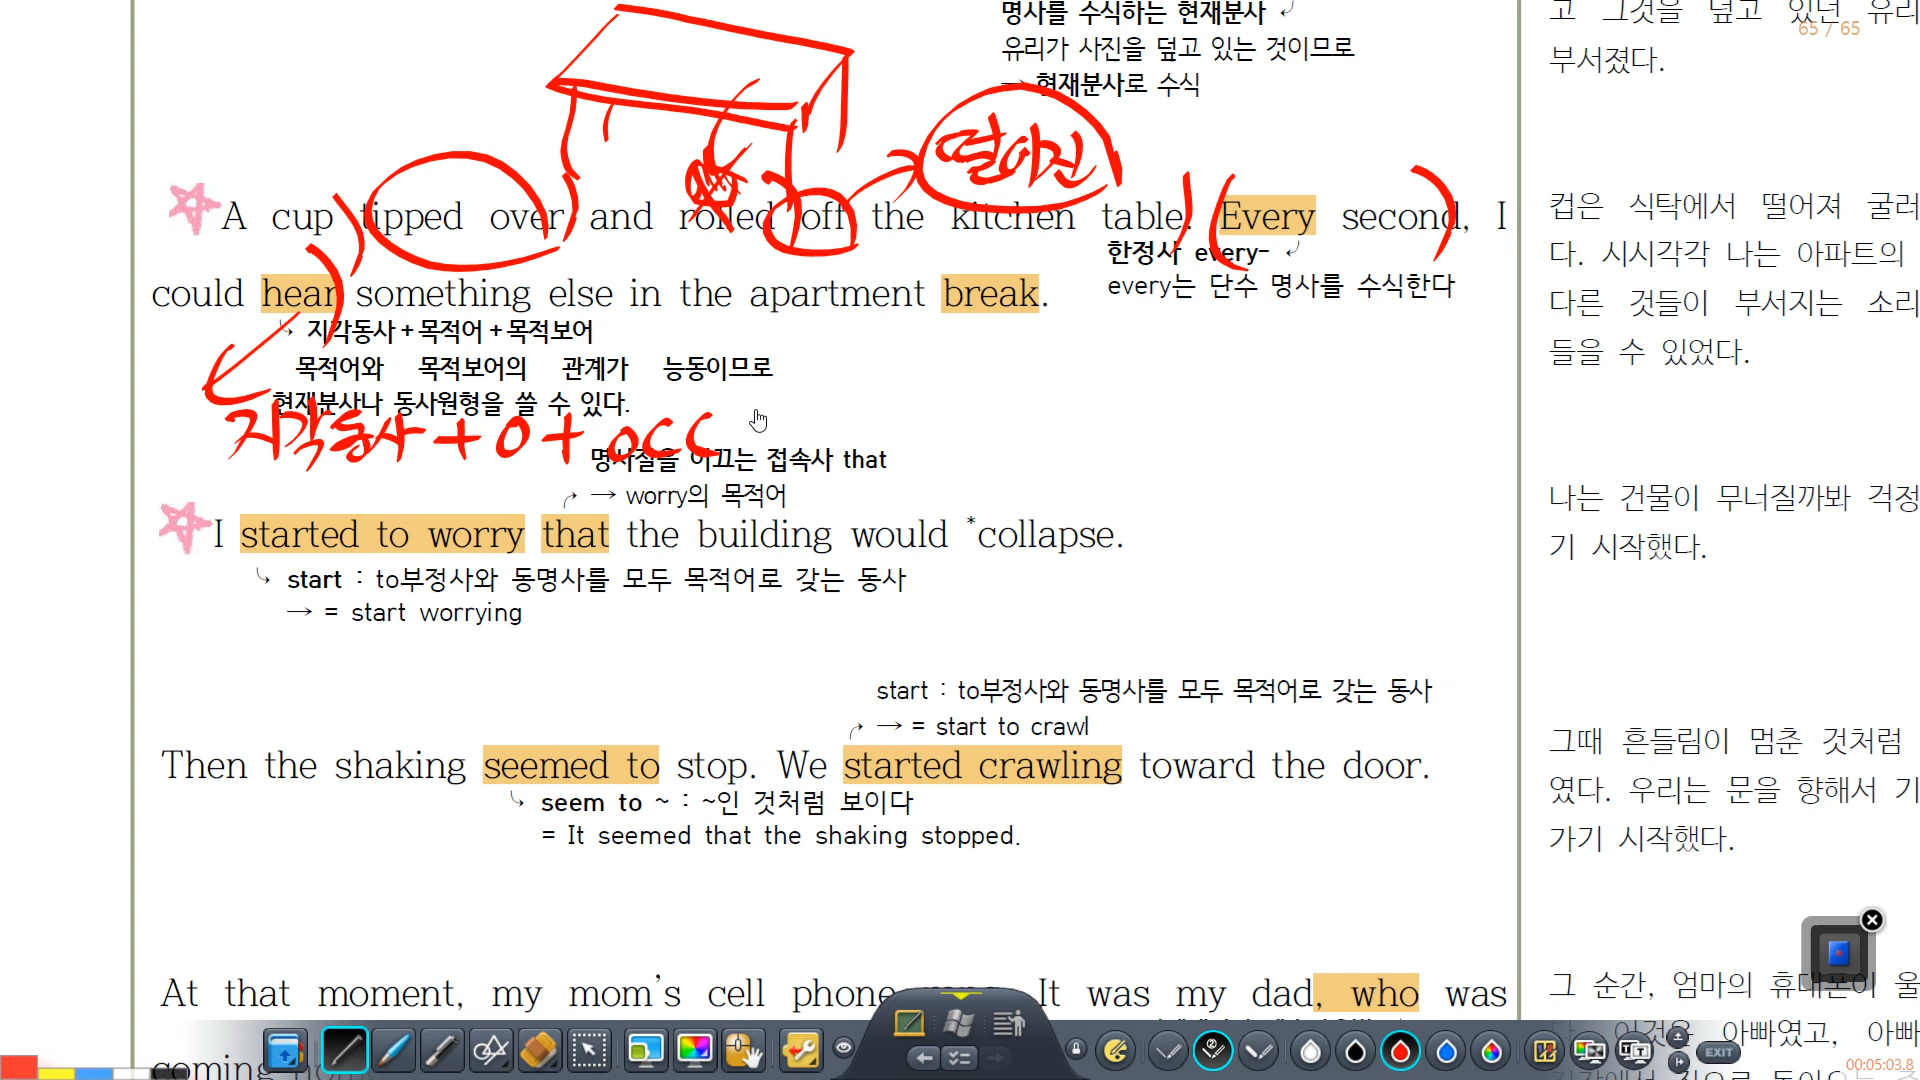 명사를 수식하는 현재분사
유리가 사진을 덮고 있는 것이므로
→ 현재분사로 수식
고 그것을 덮고 있던 유리
65 / 65
부서졌다.
떨어진
A cup tipped over and rolled off the kitchen table. Every second, I
한정사 every-
every는 단수 명사를 수식한다
could hear something else in the apartment break.
지각동사+목적어+목적보어
목적어와 목적보어의 관계가 능동이므로
현재분사나 동사원형을 쓸 수 있다.
지각동사+O+OCC
컵은 식탁에서 떨어져 굴러
다. 시시각각 나는 아파트의
다른 것들이 부서지는 소리
들을 수 있었다.
명사절을 이끄는 접속사 that
→ worry의 목적어
I started to worry that the building would *collapse.
start : to부정사와 동명사를 모두 목적어로 갖는 동사
→ = start worrying
나는 건물이 무너질까봐 걱정
기 시작했다.
start : to부정사와 동명사를 모두 목적어로 갖는 동사
→ = start to crawl
Then the shaking seemed to stop. We started crawling toward the door.
seem to ~ : ~인 것처럼 보이다
= It seemed that the shaking stopped.
그때 흔들림이 멈춘 것처럼
였다. 우리는 문을 향해서 기
가기 시작했다.
At that moment, my mom's cell phone rang. It was my dad, who was
coming
그 순간, 엄마의 휴대폰이 울
이것은 아빠였고, 아빠
EXIT
00:05:03.8